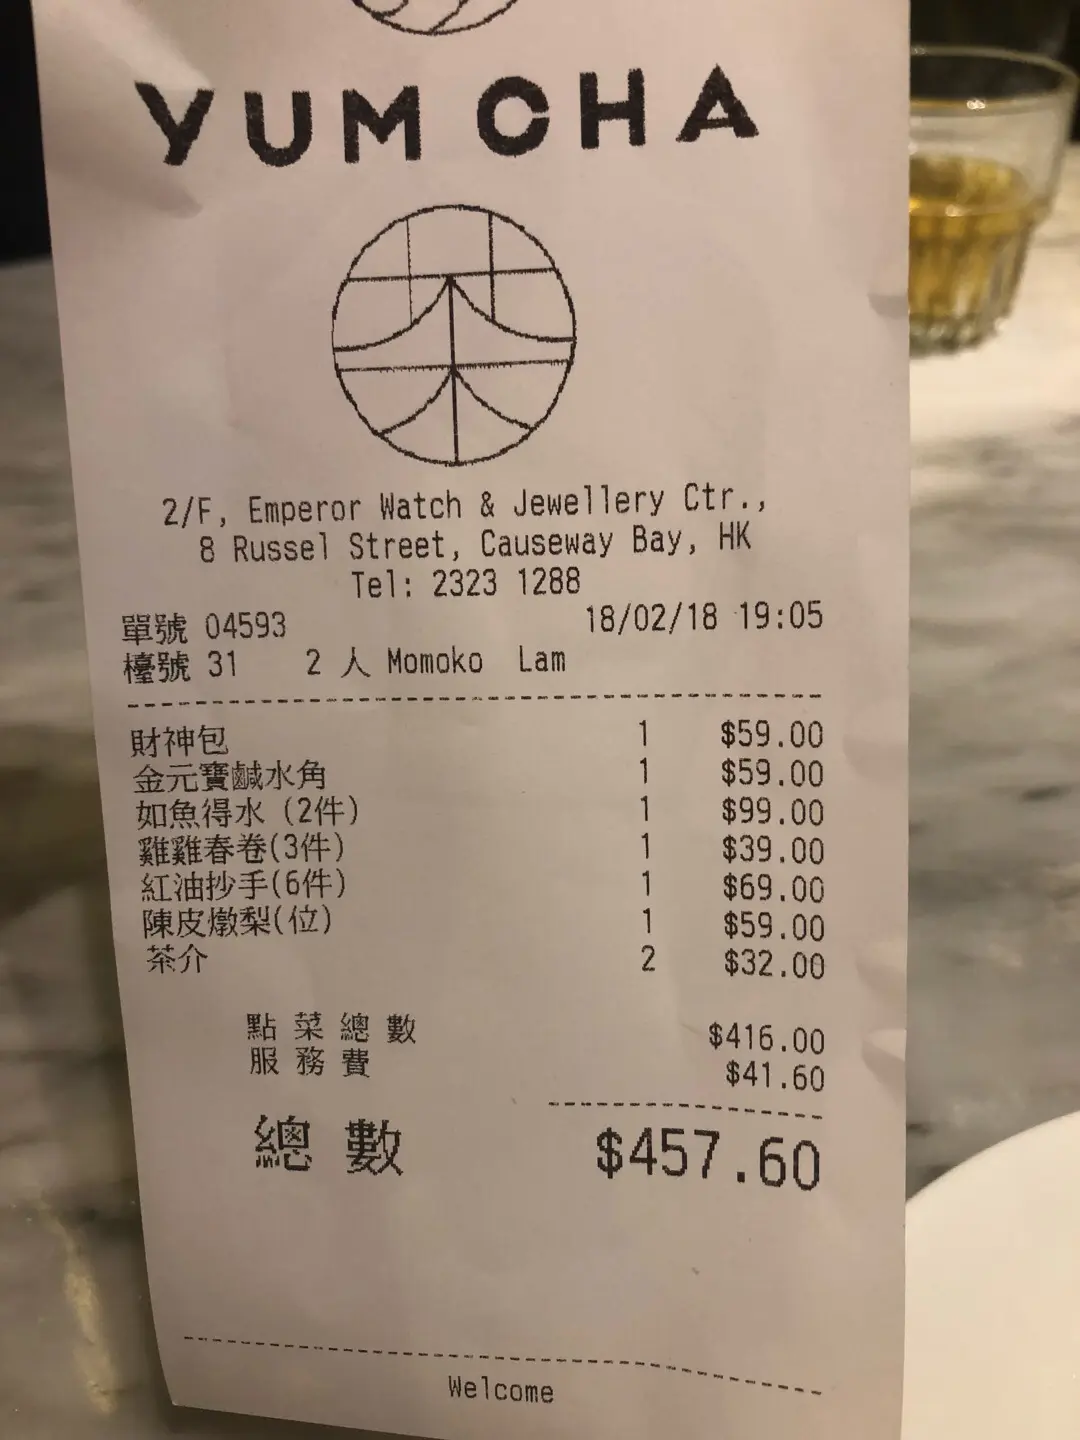 YUM CHA
2/F, Emperor Watch & Jewellery Ctr.,
8 Russel Street, Causeway Bay, HK
Tel: 2323 1288
單號 04593 18/02/18 19:05
檯號 31 2 人 Momoko Lam
財神包 1 $59.00
金元寶鹹水角 1 $59.00
如魚得水 (2件) 1 $99.00
雞雞春卷(3件) 1 $39.00
紅油抄手(6件) 1 $69.00
陳皮燉梨(位) 1 $59.00
茶介 2 $32.00
點菜總數 $416.00
服務費 $41.60
總數 $457.60
Welcome